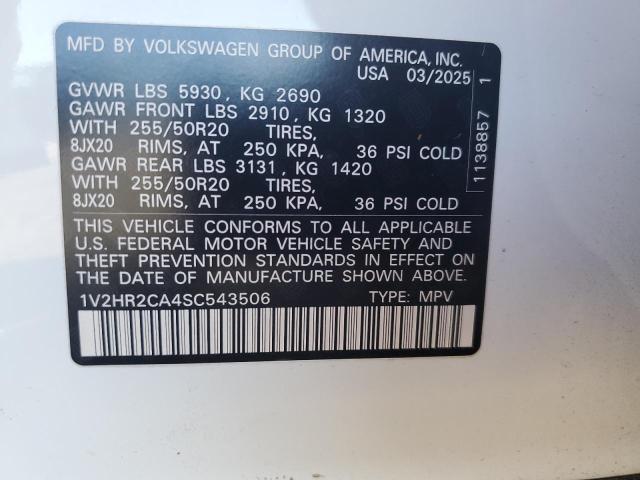 MFD BY VOLKSWAGEN GROUP OF AMERICA, INC.
USA 03/2025
GVWR LBS 5930, KG 2690
GAWR FRONT LBS 2910, KG 1320
WITH 255/50R20 TIRES,
8JX20 RIMS, AT 250 KPA, 36 PSI COLD
GAWR REAR LBS 3131, KG 1420
WITH 255/50R20 TIRES,
8JX20 RIMS, AT 250 KPA, 36 PSI COLD
THIS VEHICLE CONFORMS TO ALL APPLICABLE
U.S. FEDERAL MOTOR VEHICLE SAFETY AND
THEFT PREVENTION STANDARDS IN EFFECT ON
THE DATE OF MANUFACTURE SHOWN ABOVE.
1V2HR2CA4SC543506 TYPE: MPV
1138857 1